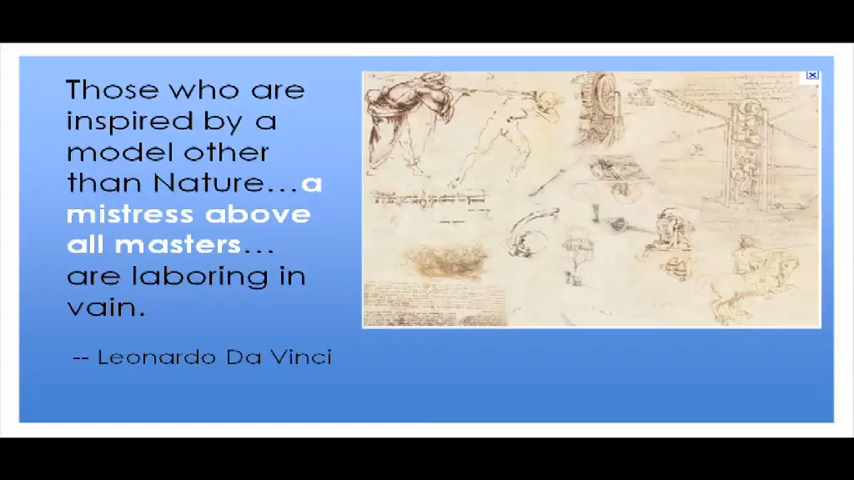 Those who are
inspired by a
model other
than Nature...a
mistress above
all masters...
are laboring in
vain.
-- Leonardo Da Vinci